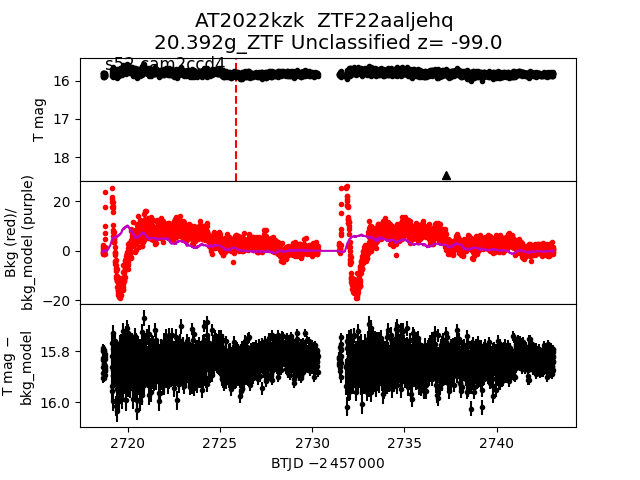 AT2022kzk  ZTF22aaljehq
20.392g_ZTF Unclassified z= -99.0
s52 cam2ccd4
16
17
18
T mag
20
0
−20
Bkg (red)/
bkg_model (purple)
15.8
16.0
T mag −
bkg_model
2720
2725
2730
2735
2740
BTJD −2 457 000